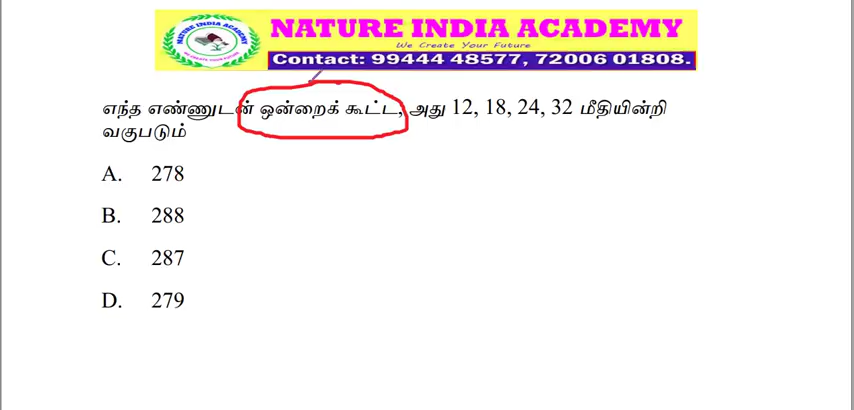 NATURE INDIA ACADEMY
We Create Your Future
Contact: 99444 48577, 72006 01808.
எந்த எண்ணுடன் ஒன்றைக் கூட்ட, அது 12, 18, 24, 32 மீதியின்றி
வகுபடும்
A. 278
B. 288
C. 287
D. 279